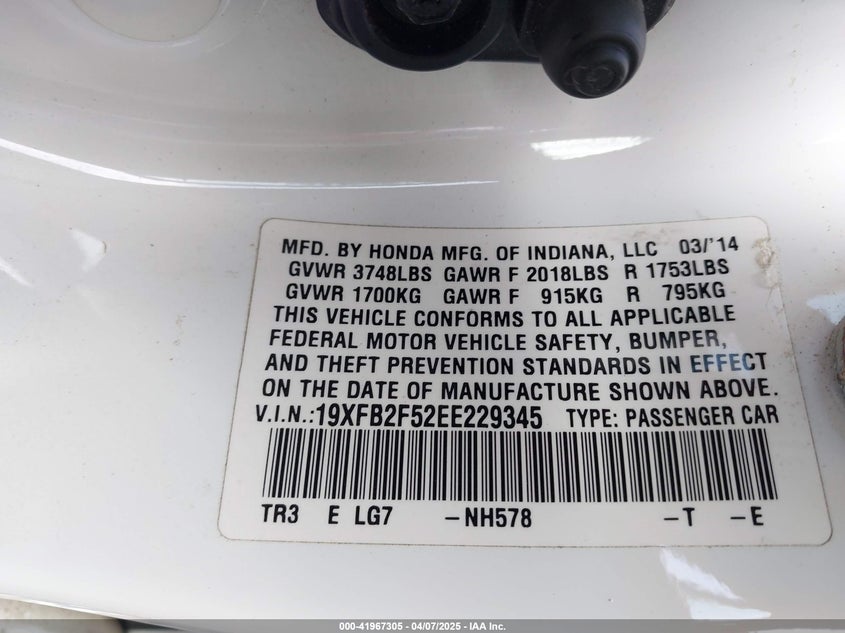 MFD. BY HONDA MFG. OF INDIANA, LLC 03/'14
GVWR 3748LBS GAWR F 2018LBS R 1753LBS
GVWR 1700KG GAWR F 915KG R 795KG
THIS VEHICLE CONFORMS TO ALL APPLICABLE
FEDERAL MOTOR VEHICLE SAFETY, BUMPER,
AND THEFT PREVENTION STANDARDS IN EFFECT
ON THE DATE OF MANUFACTURE SHOWN ABOVE.
V.I.N.:19XFB2F52EE229345 TYPE: PASSENGER CAR
TR3 E LG7 -NH578 -T -E
000-41967305 - 04/07/2025 - IAA Inc.